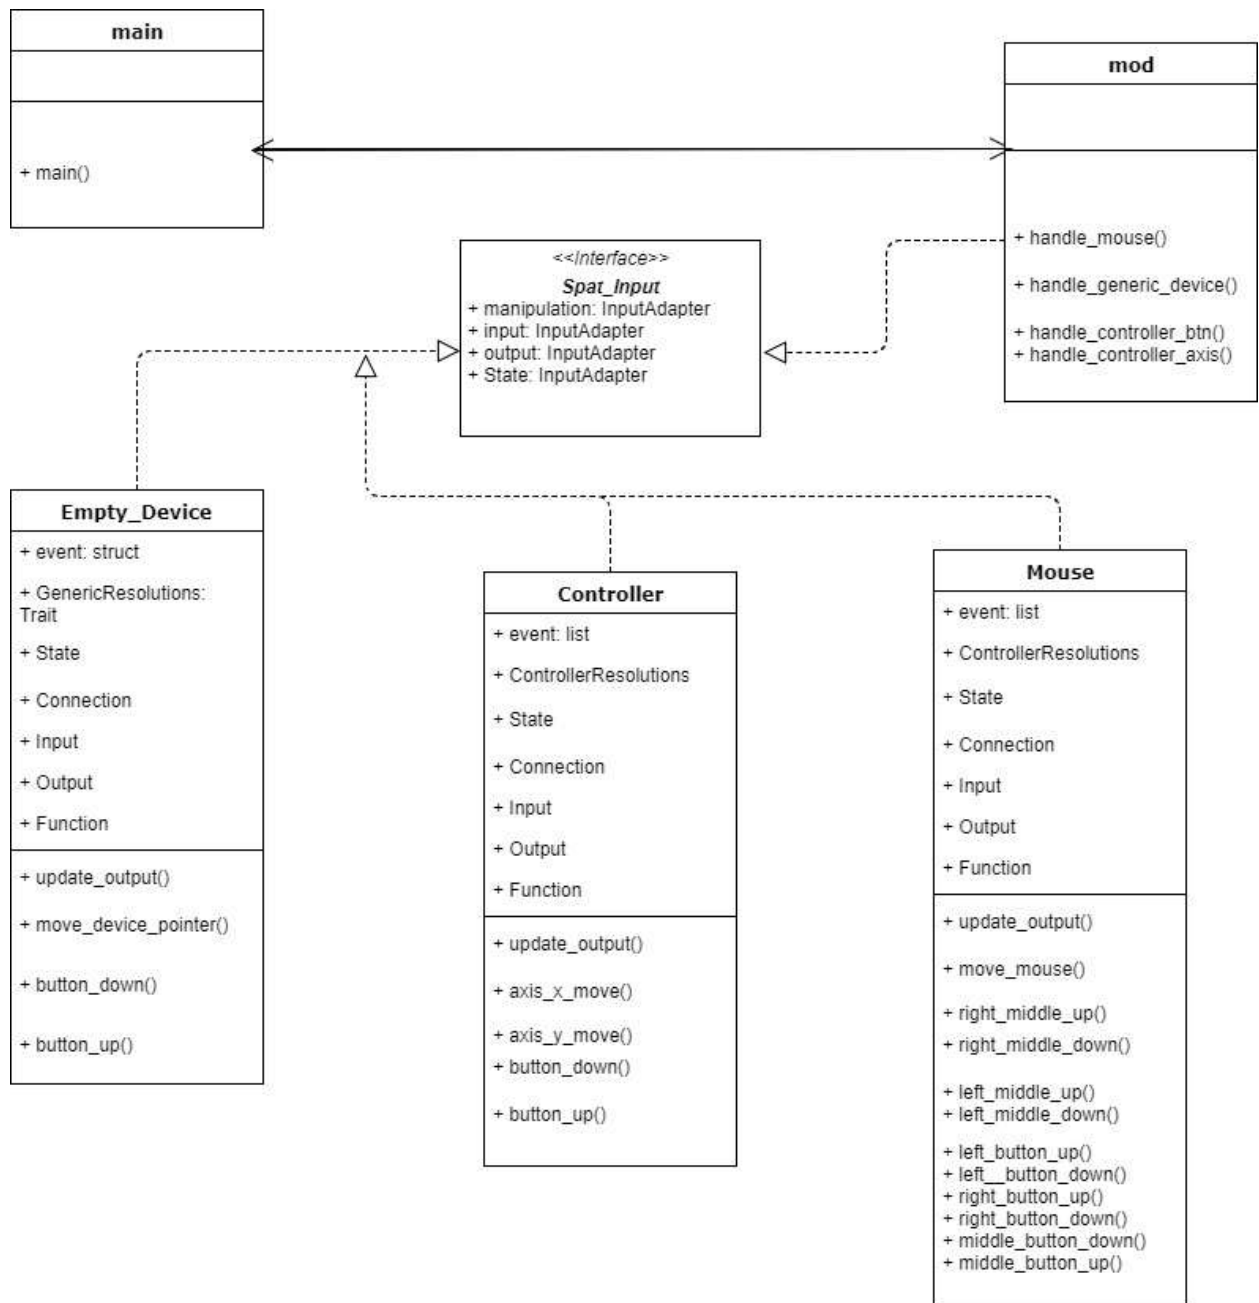 main
+ main()
mod
+ handle_mouse()
+ handle_generic_device()
+ handle_controller_btn()
+ handle_controller_axis()
<<Interface>>
Spat_Input
+ manipulation: InputAdapter
+ input: InputAdapter
+ output: InputAdapter
+ State: InputAdapter
Empty_Device
+ event: struct
+ GenericResolutions:
Trait
+ State
+ Connection
+ Input
+ Output
+ Function
+ update_output()
+ move_device_pointer()
+ button_down()
+ button_up()
Controller
+ event: list
+ ControllerResolutions
+ State
+ Connection
+ Input
+ Output
+ Function
+ update_output()
+ axis_x_move()
+ axis_y_move()
+ button_down()
+ button_up()
Mouse
+ event: list
+ ControllerResolutions
+ State
+ Connection
+ Input
+ Output
+ Function
+ update_output()
+ move_mouse()
+ right_middle_up()
+ right_middle_down()
+ left_middle_up()
+ left_middle_down()
+ left_button_up()
+ left__button_down()
+ right_button_up()
+ right_button_down()
+ middle_button_down()
+ middle_button_up()